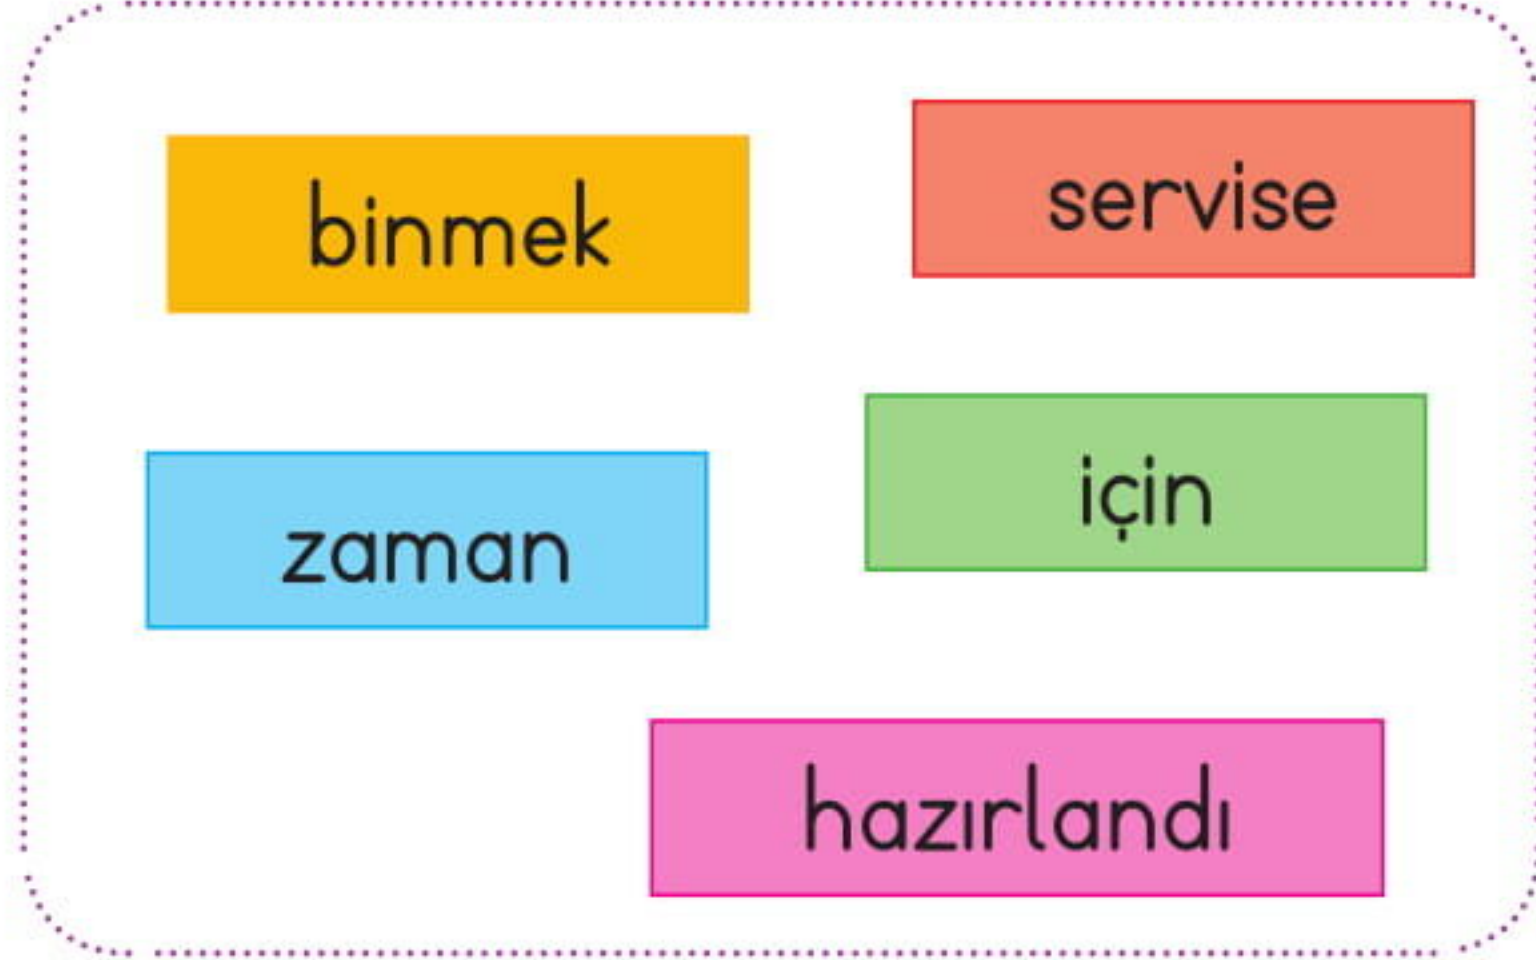 binmek
servise
zaman
için
hazırlandı